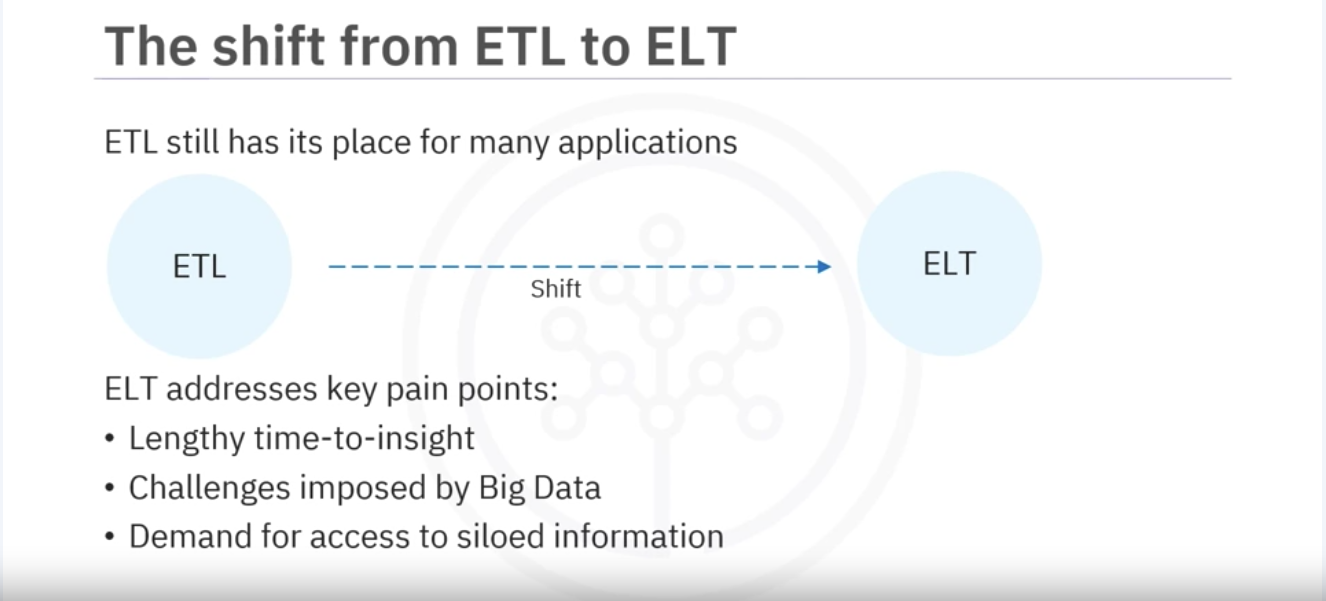 The shift from ETL to ELT
ETL still has its place for many applications
ETL
Shift
ELT
ELT addresses key pain points:
• Lengthy time-to-insight
• Challenges imposed by Big Data
• Demand for access to siloed information